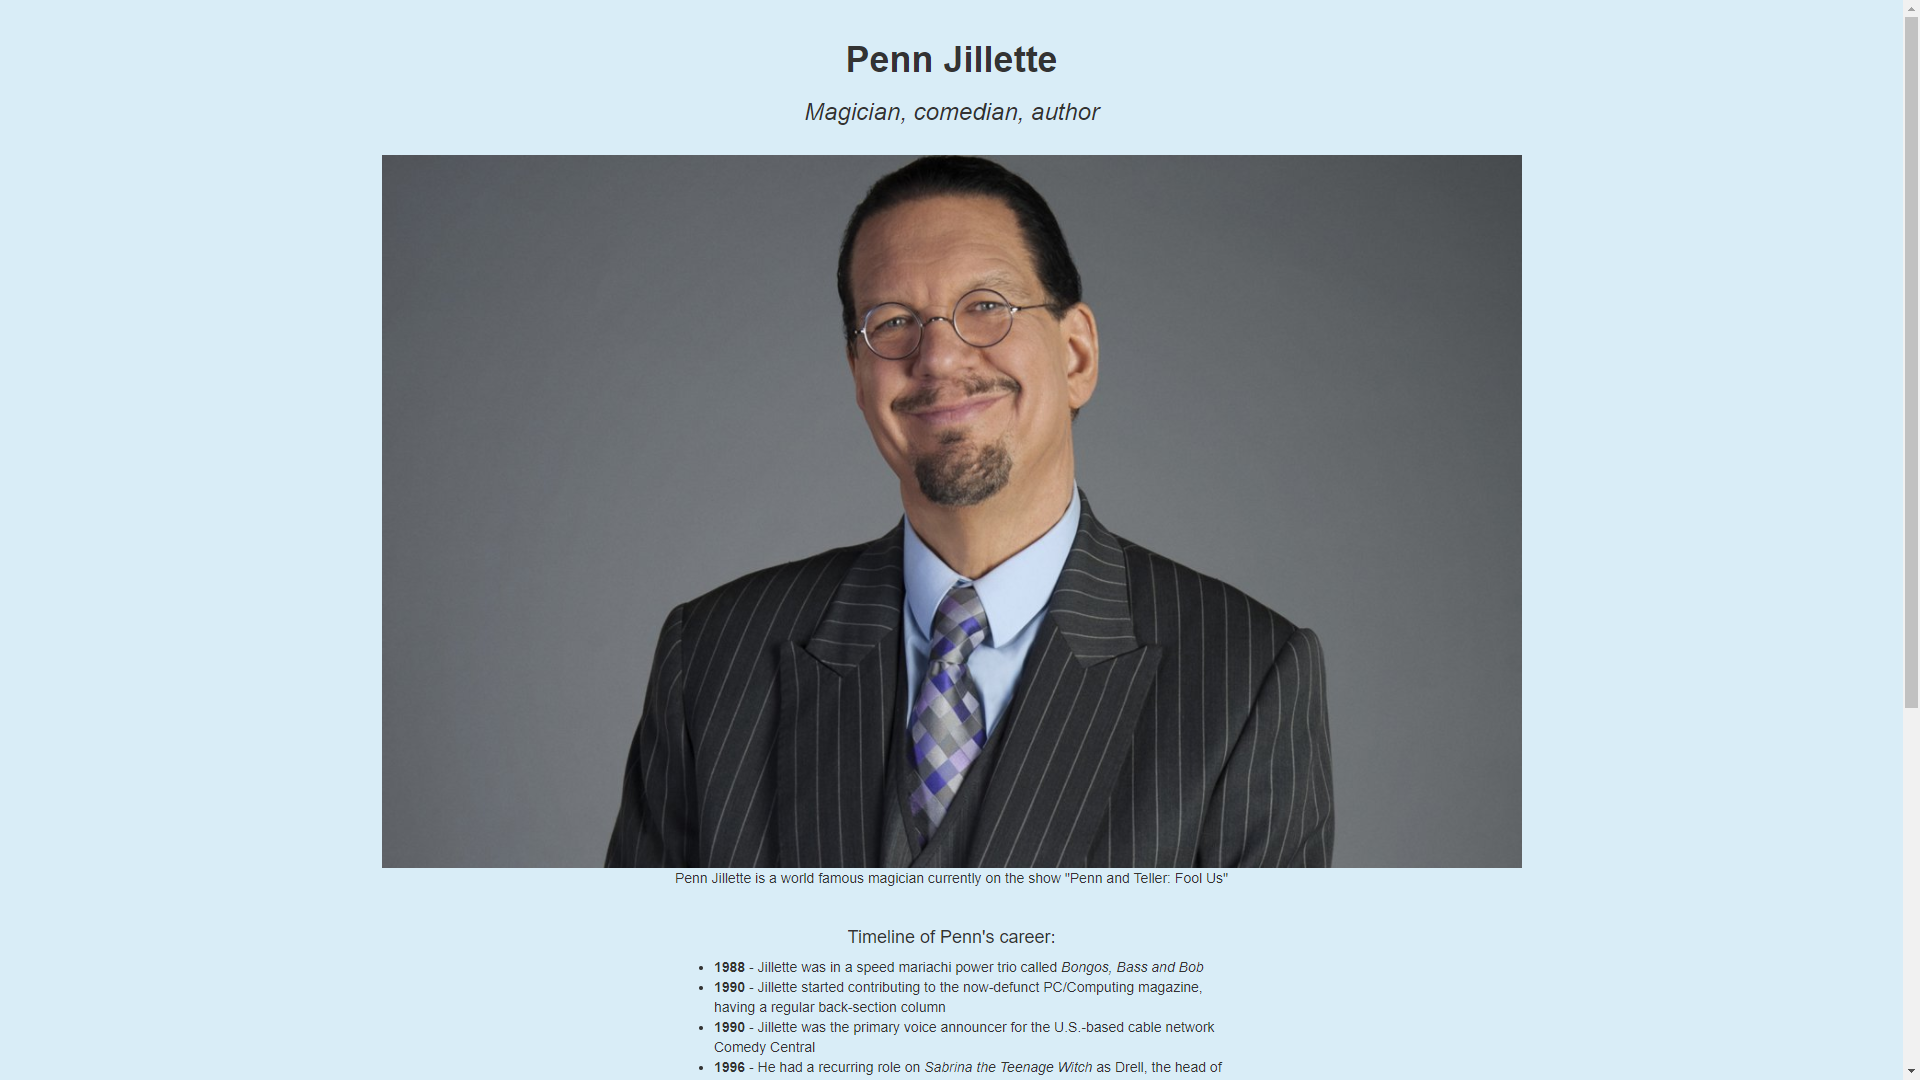 Penn Jillette
Magician, comedian, author
Penn Jillette is a world famous magician currently on the show "Penn and Teller: Fool Us"
Timeline of Penn's career:
• 1988 - Jillette was in a speed mariachi power trio called Bongos, Bass and Bob
• 1990 - Jillette started contributing to the now-defunct PC/Computing magazine,
having a regular back-section column
• 1990 - Jillette was the primary voice announcer for the U.S.-based cable network
Comedy Central
• 1996 - He had a recurring role on Sabrina the Teenage Witch as Drell, the head of